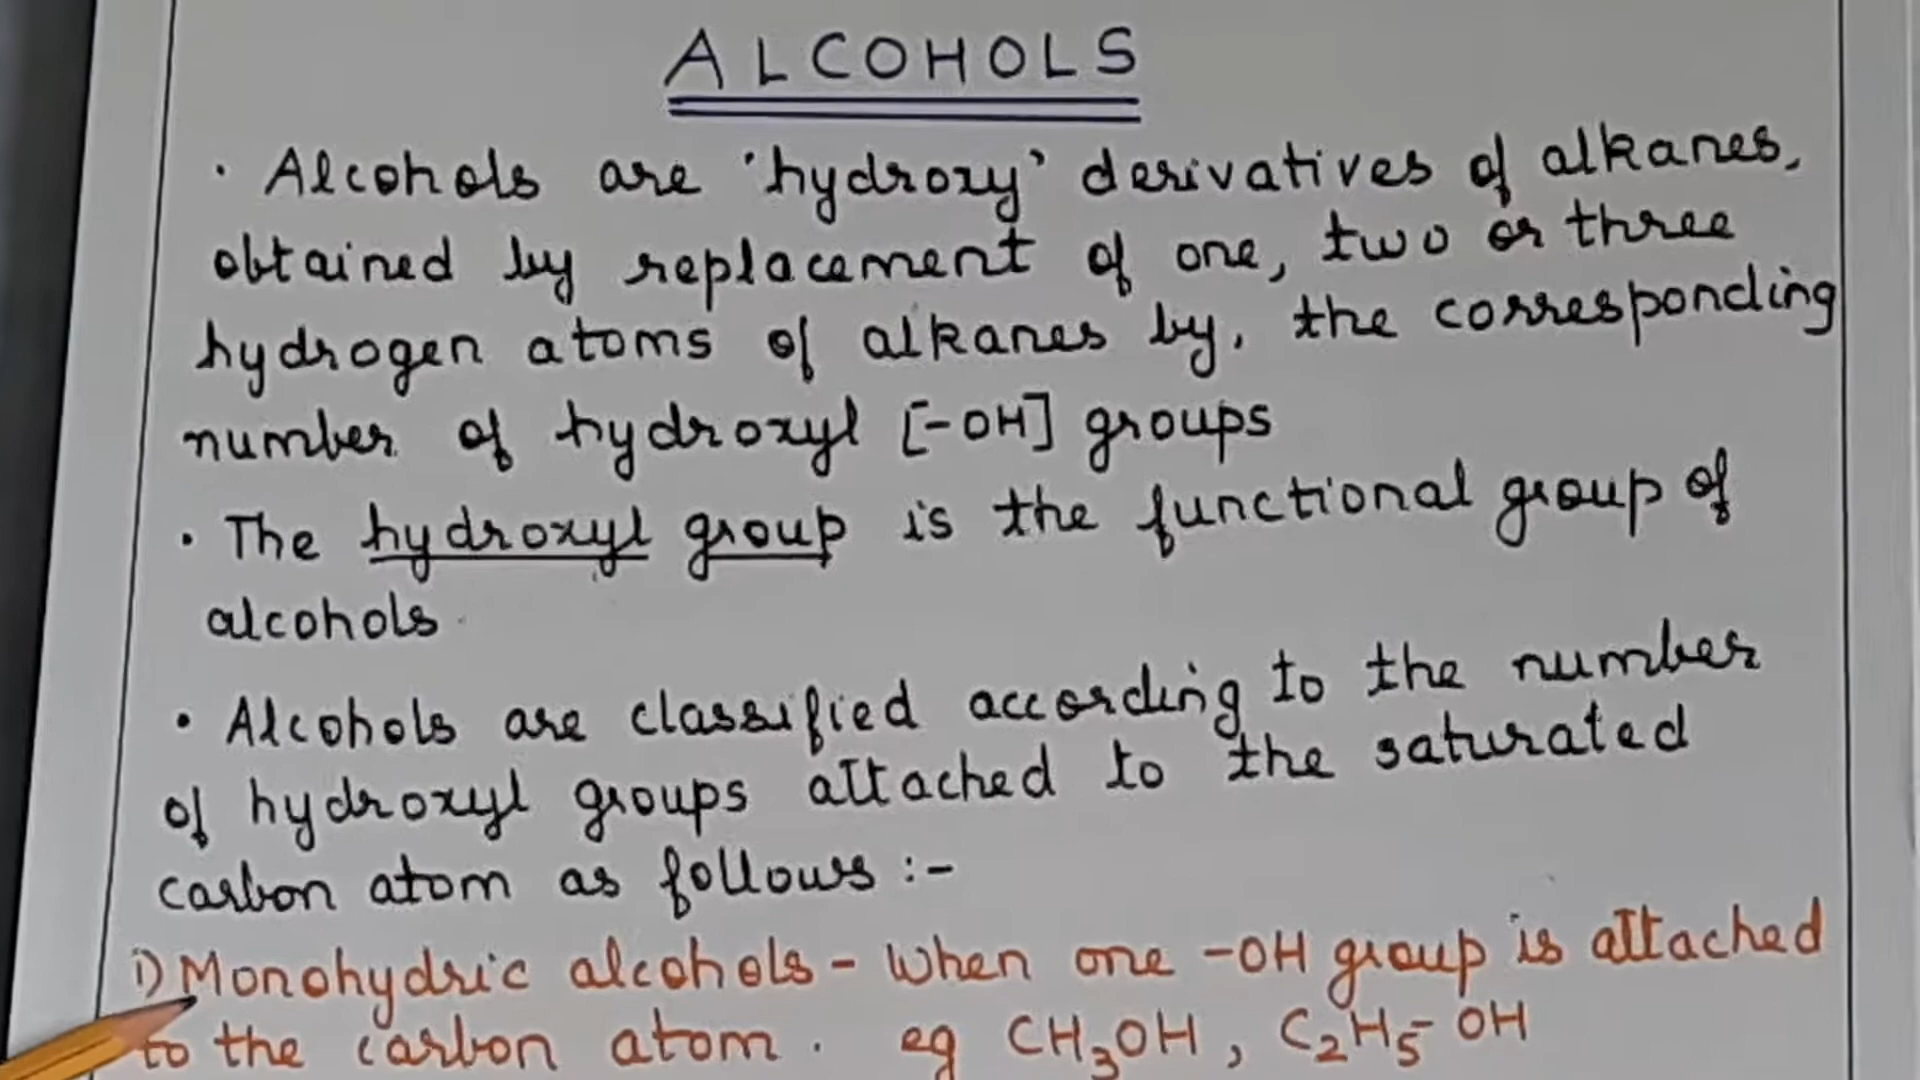 ALCOHOLS
· Alcohols are 'hydroxy' derivatives of alkanes,
obtained by replacement of one, two or three
hydrogen atoms of alkanes by, the corresponding
number of hydroxyl [-OH] groups
· The hydroxyl group is the functional group of
alcohols
· Alcohols are classified according to the number
of hydroxyl groups attached to the saturated
carbon atom as follows :-
i) Monohydric alcohols - When one -OH group is attached
to the carbon atom. eg CH₃OH, C₂H₅-OH